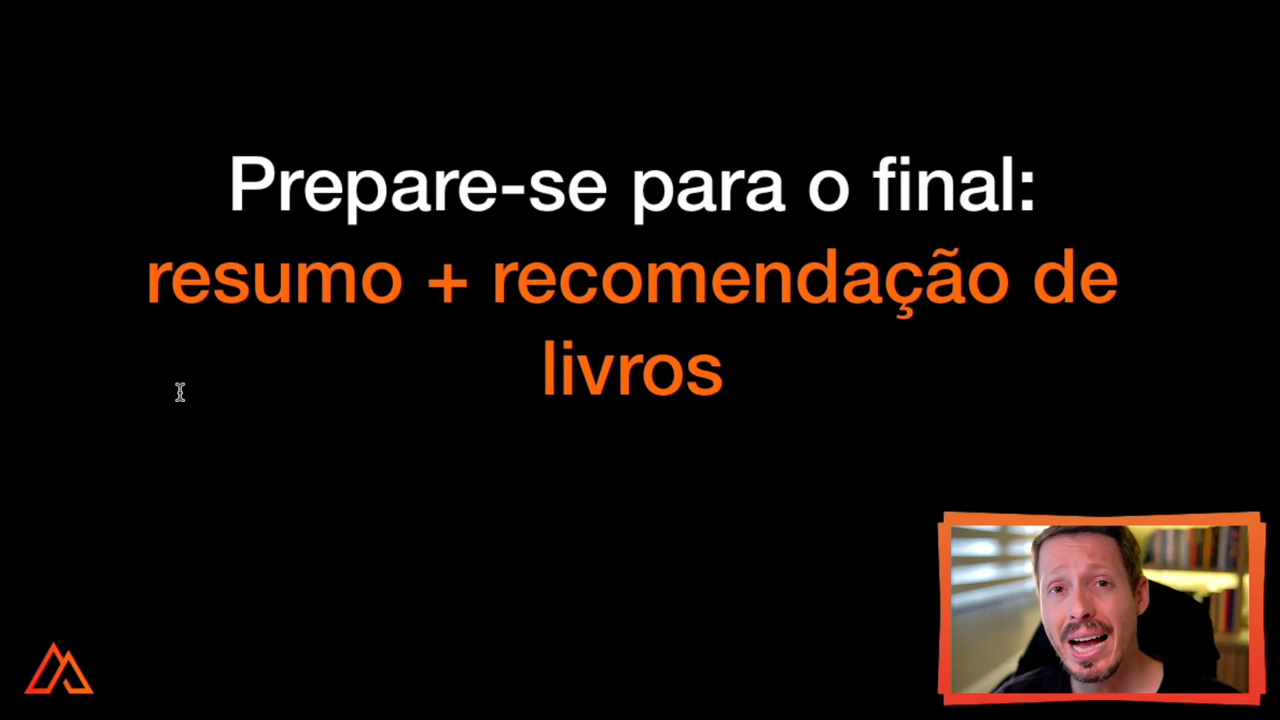 Prepare-se para o final:
resumo + recomendação de
livros